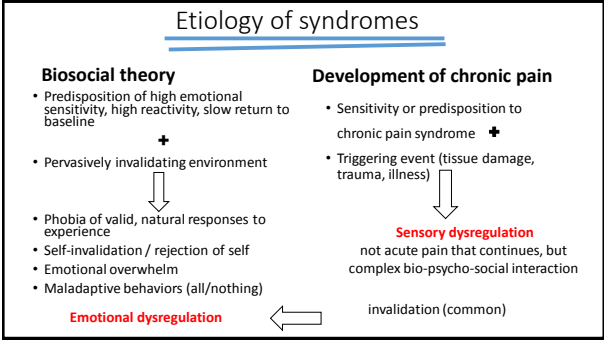 Etiology of syndromes
Biosocial theory
• Predisposition of high emotional
sensitivity, high reactivity, slow return to
baseline
+
• Pervasively invalidating environment
• Phobia of valid, natural responses to
experience
• Self-invalidation / rejection of self
• Emotional overwhelm
• Maladaptive behaviors (all/nothing)
Emotional dysregulation
Development of chronic pain
• Sensitivity or predisposition to
chronic pain syndrome +
• Triggering event (tissue damage,
trauma, illness)
Sensory dysregulation
not acute pain that continues, but
complex bio-psycho-social interaction
invalidation (common)